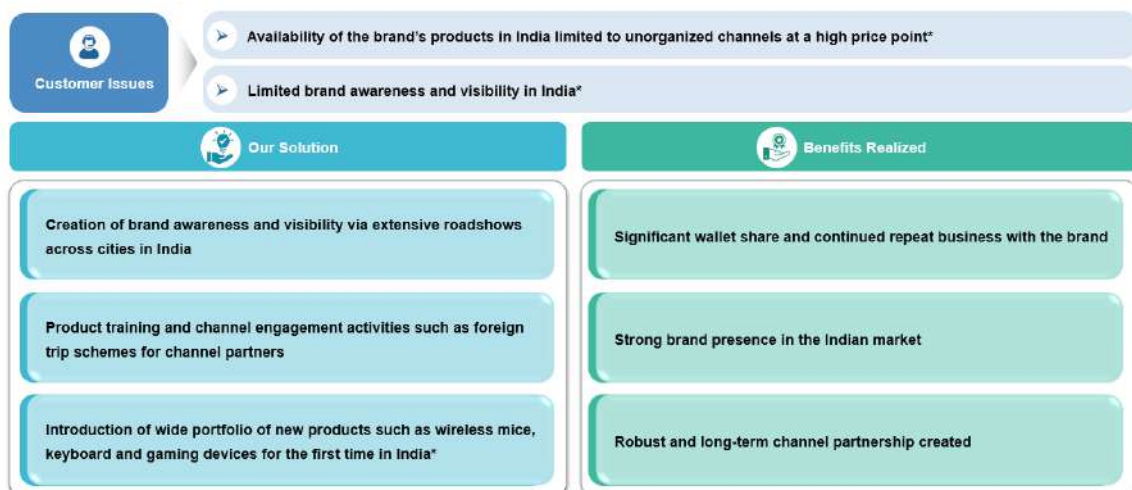 Customer Issues
Availability of the brand's products in India limited to unorganized channels at a high price point*
Limited brand awareness and visibility in India*
Our Solution
Creation of brand awareness and visibility via extensive roadshows
across cities in India
Product training and channel engagement activities such as foreign
trip schemes for channel partners
Introduction of wide portfolio of new products such as wireless mice,
keyboard and gaming devices for the first time in India*
Benefits Realized
Significant wallet share and continued repeat business with the brand
Strong brand presence in the Indian market
Robust and long-term channel partnership created